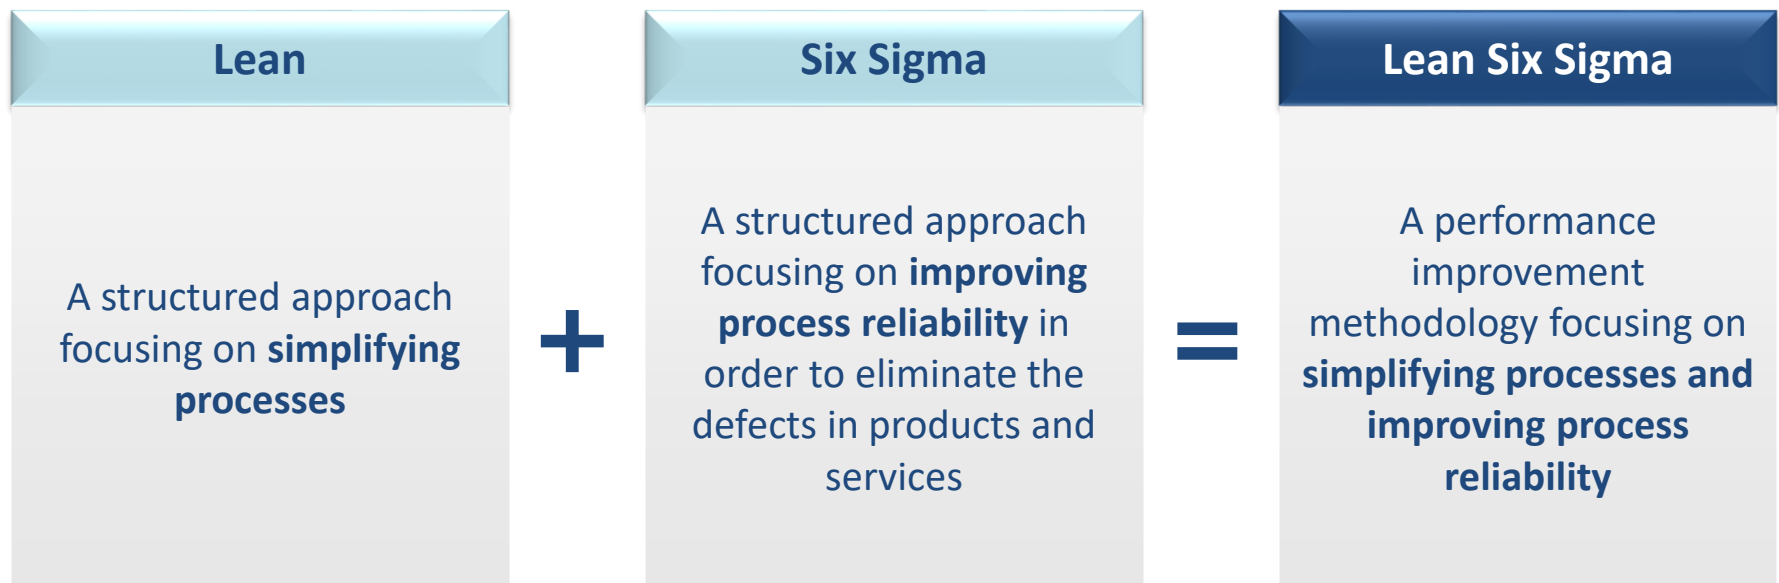 Lean
A structured approach
focusing on simplifying
processes
+
Six Sigma
A structured approach
focusing on improving
process reliability in
order to eliminate the
defects in products and
services
=
Lean Six Sigma
A performance
improvement
methodology focusing on
simplifying processes and
improving process
reliability